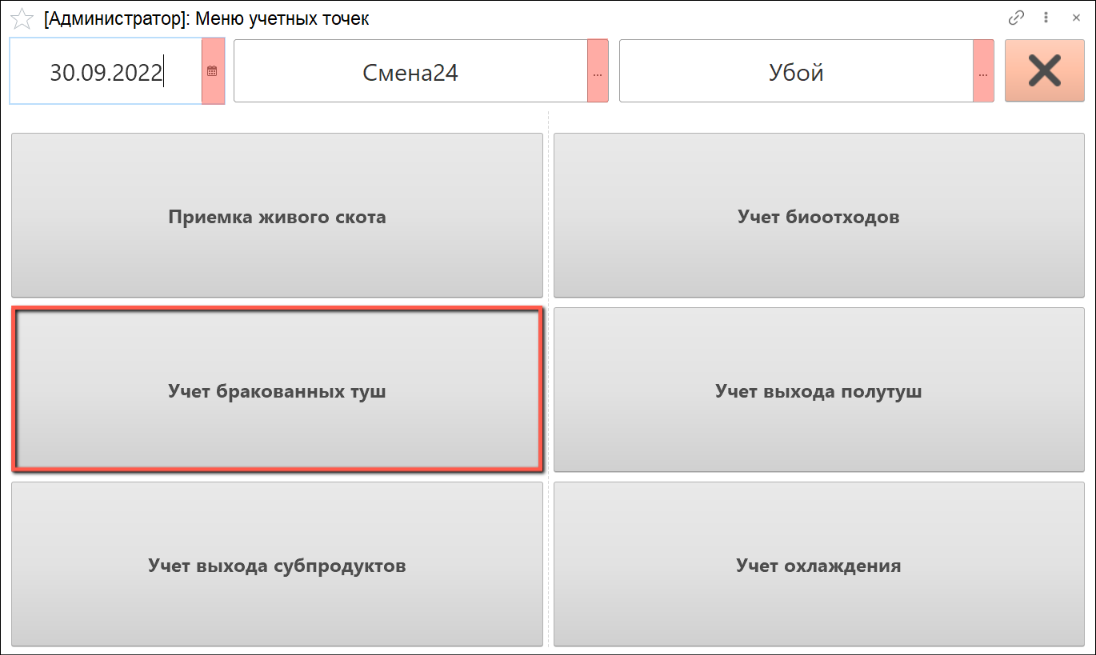 [Администратор]: Меню учетных точек
30.09.2022
Смена24
...
Убой
...
Приемка живого скота
Учет биоотходов
Учет бракованных туш
Учет выхода полутуш
Учет выхода субпродуктов
Учет охлаждения